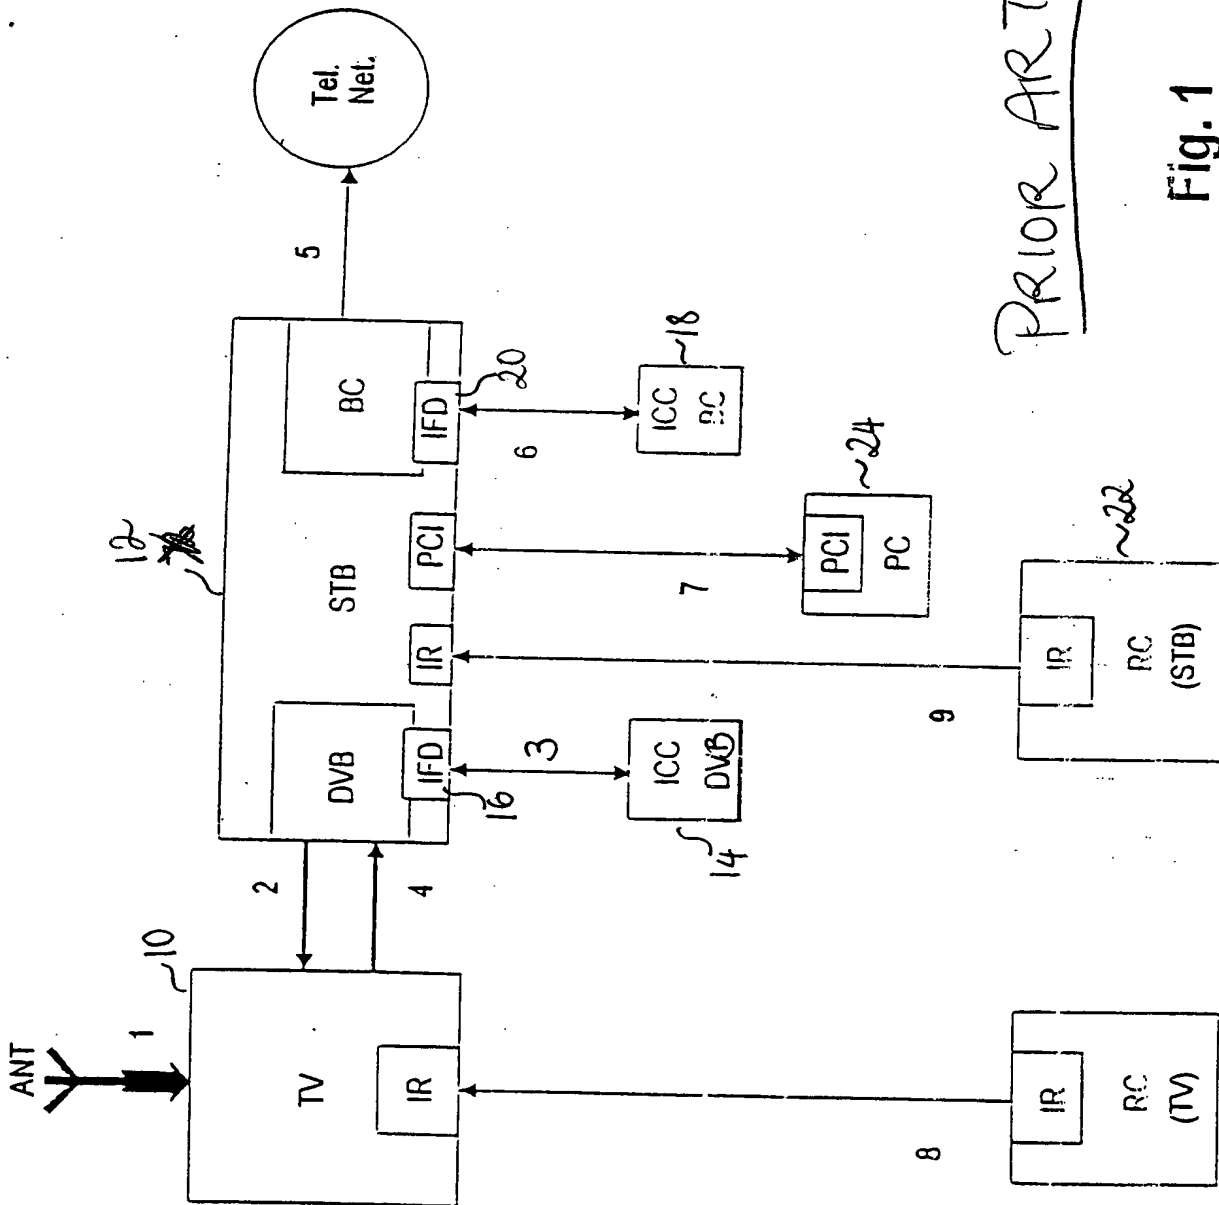 ANT
1
10
TV
IR
2
4
12
STB
DVB
IFD
16
IR
PCI
BC
IFD
20
5
Tel.
Net.
3
ICC
DVB
14
6
ICC
18
7
PCI
PC
24
9
IR
RC
(STB)
22
8
IR
RC
(TV)
PRIOR ART
Fig. 1